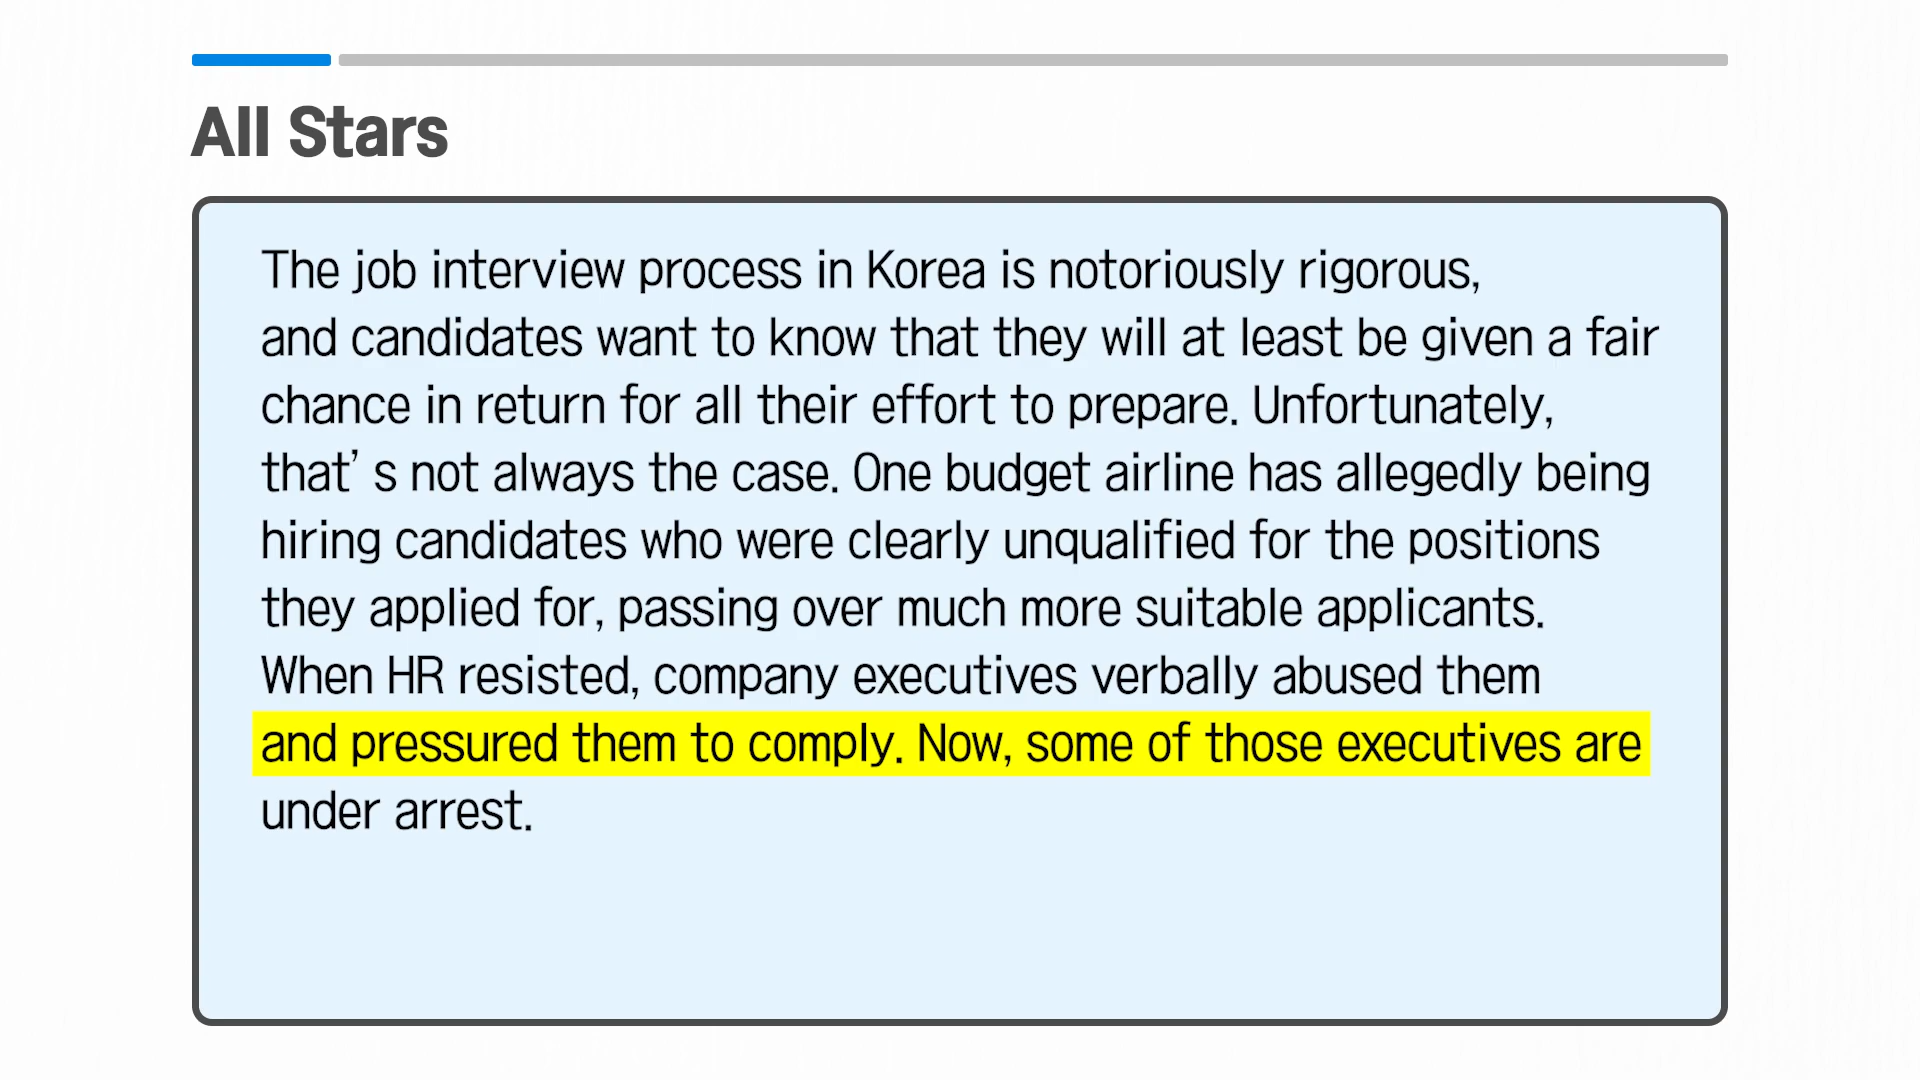 All Stars
The job interview process in Korea is notoriously rigorous,
and candidates want to know that they will at least be given a fair
chance in return for all their effort to prepare. Unfortunately,
that’ s not always the case. One budget airline has allegedly being
hiring candidates who were clearly unqualified for the positions
they applied for, passing over much more suitable applicants.
When HR resisted, company executives verbally abused them
and pressured them to comply. Now, some of those executives are
under arrest.